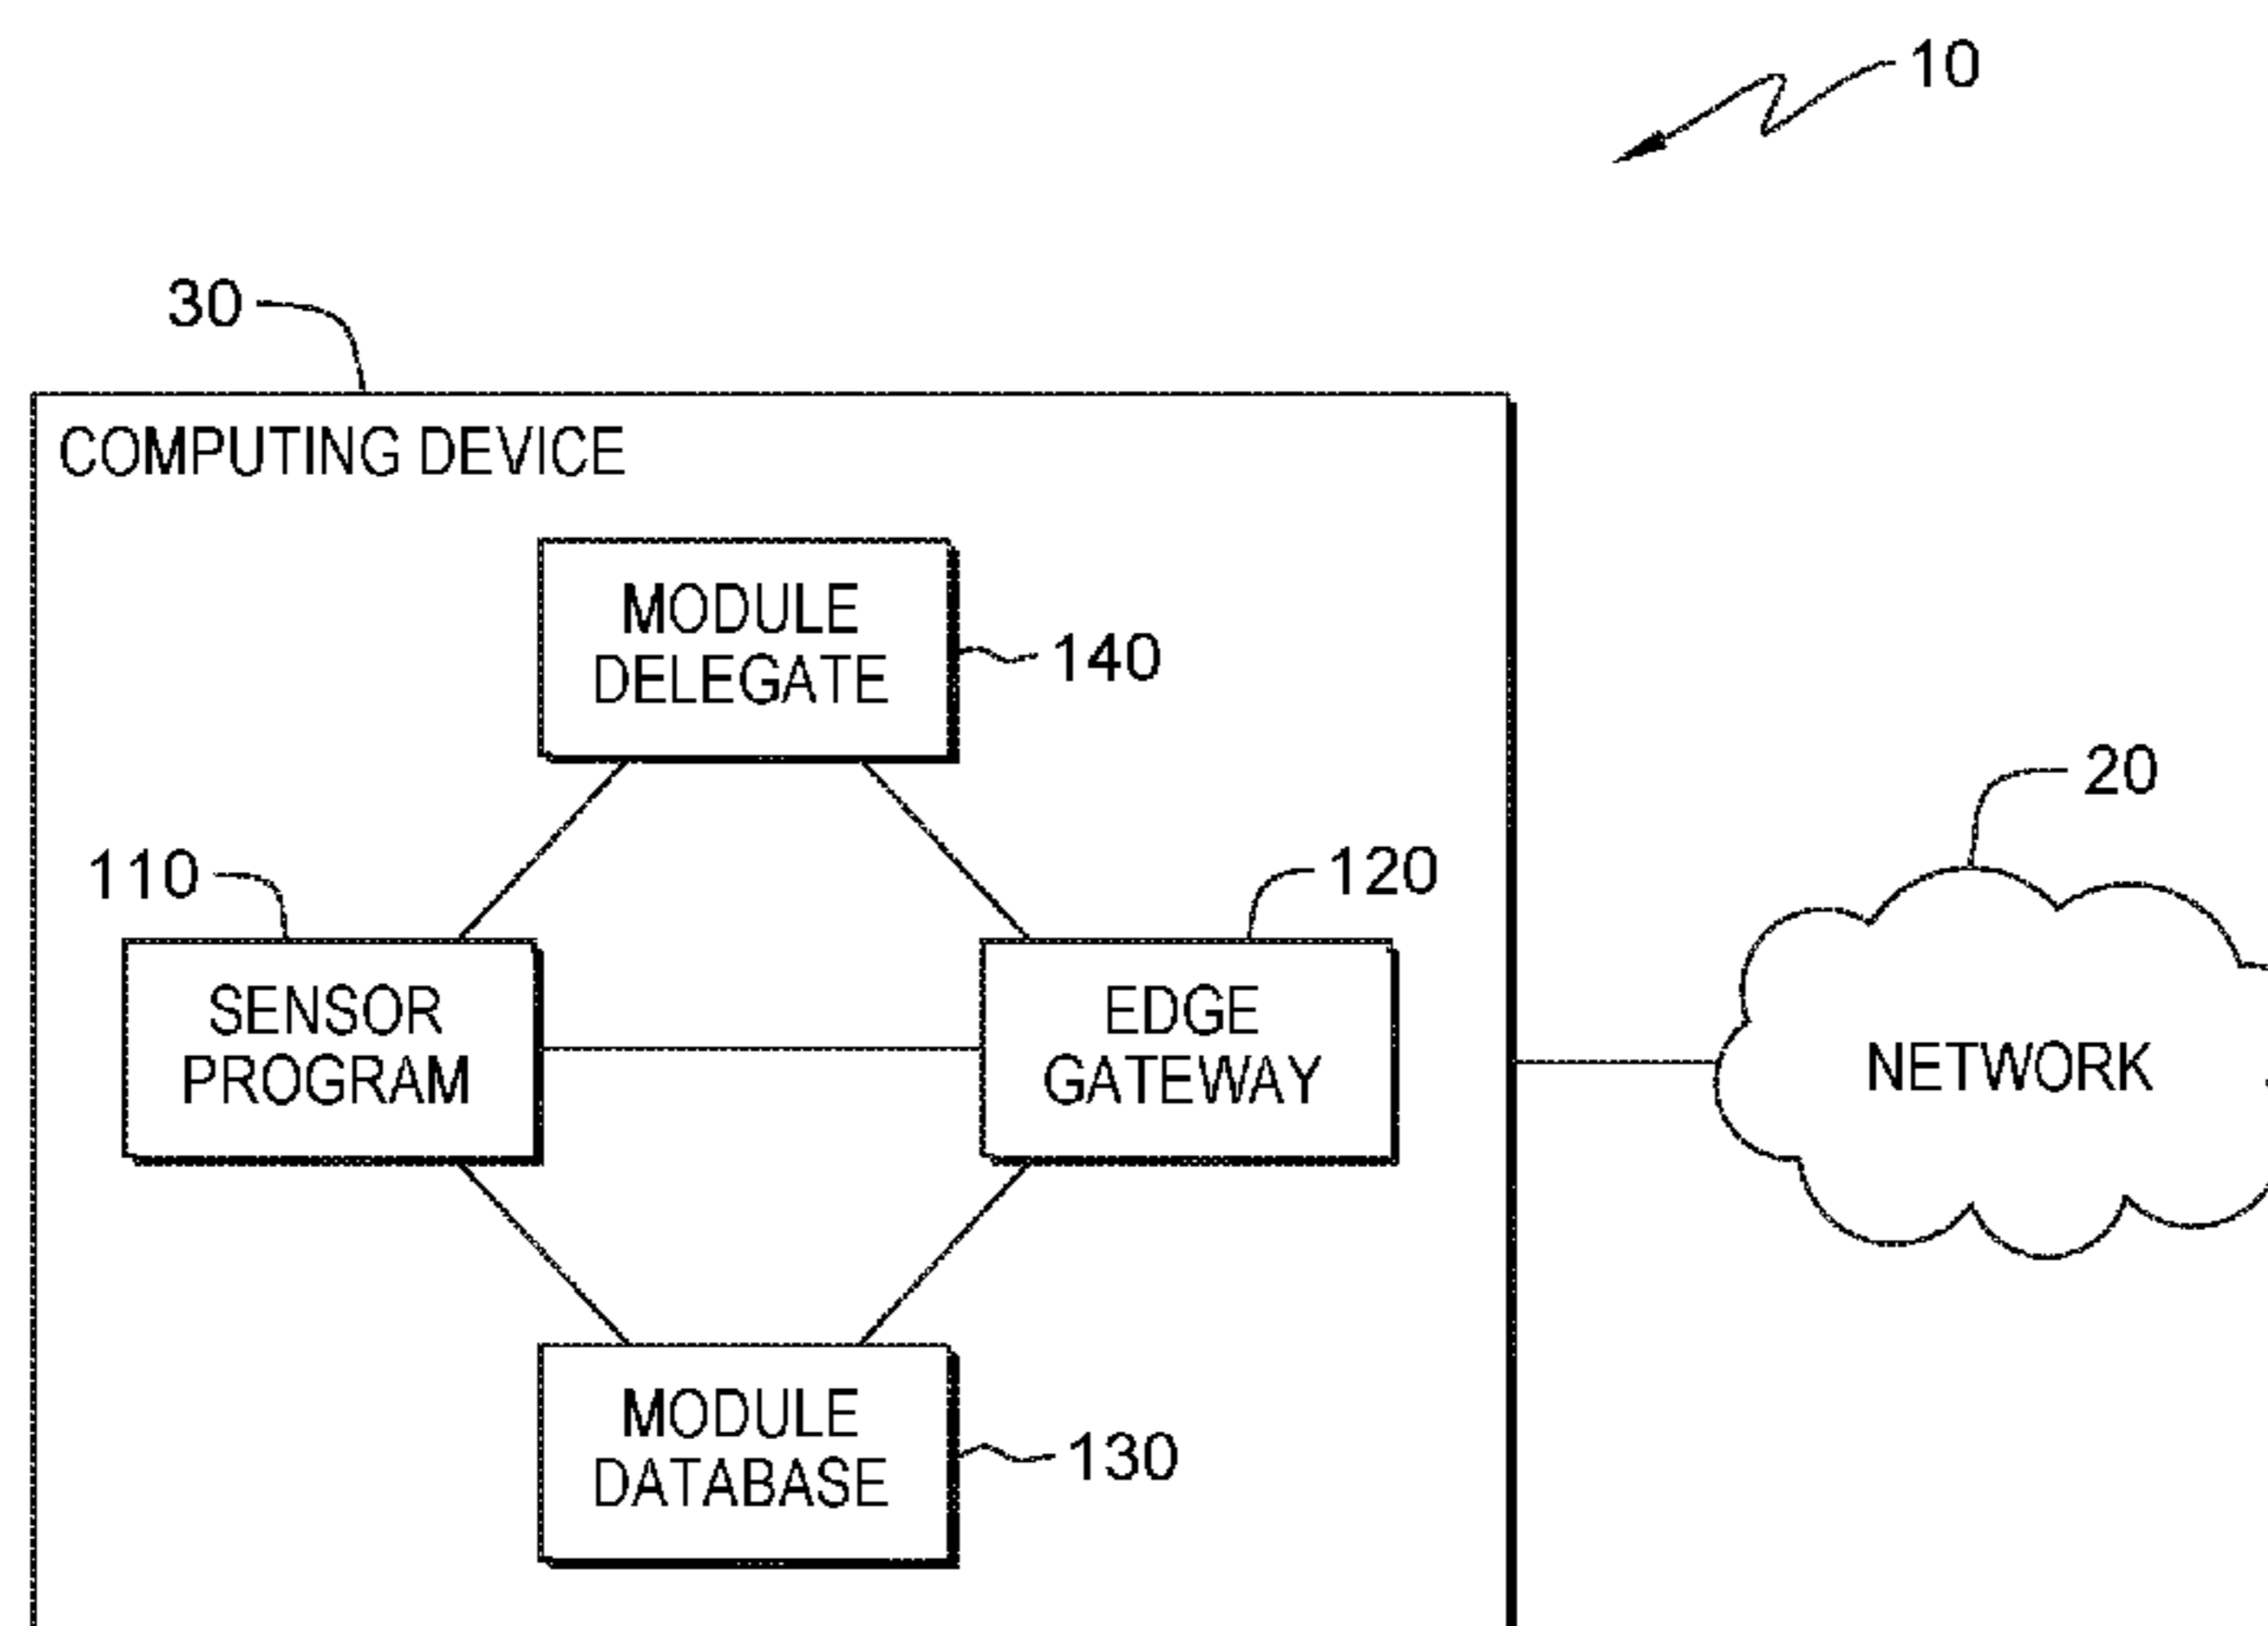 10
30
COMPUTING DEVICE
MODULE
DELEGATE
140
20
110
120
SENSOR
PROGRAM
EDGE
GATEWAY
NETWORK
MODULE
DATABASE
130